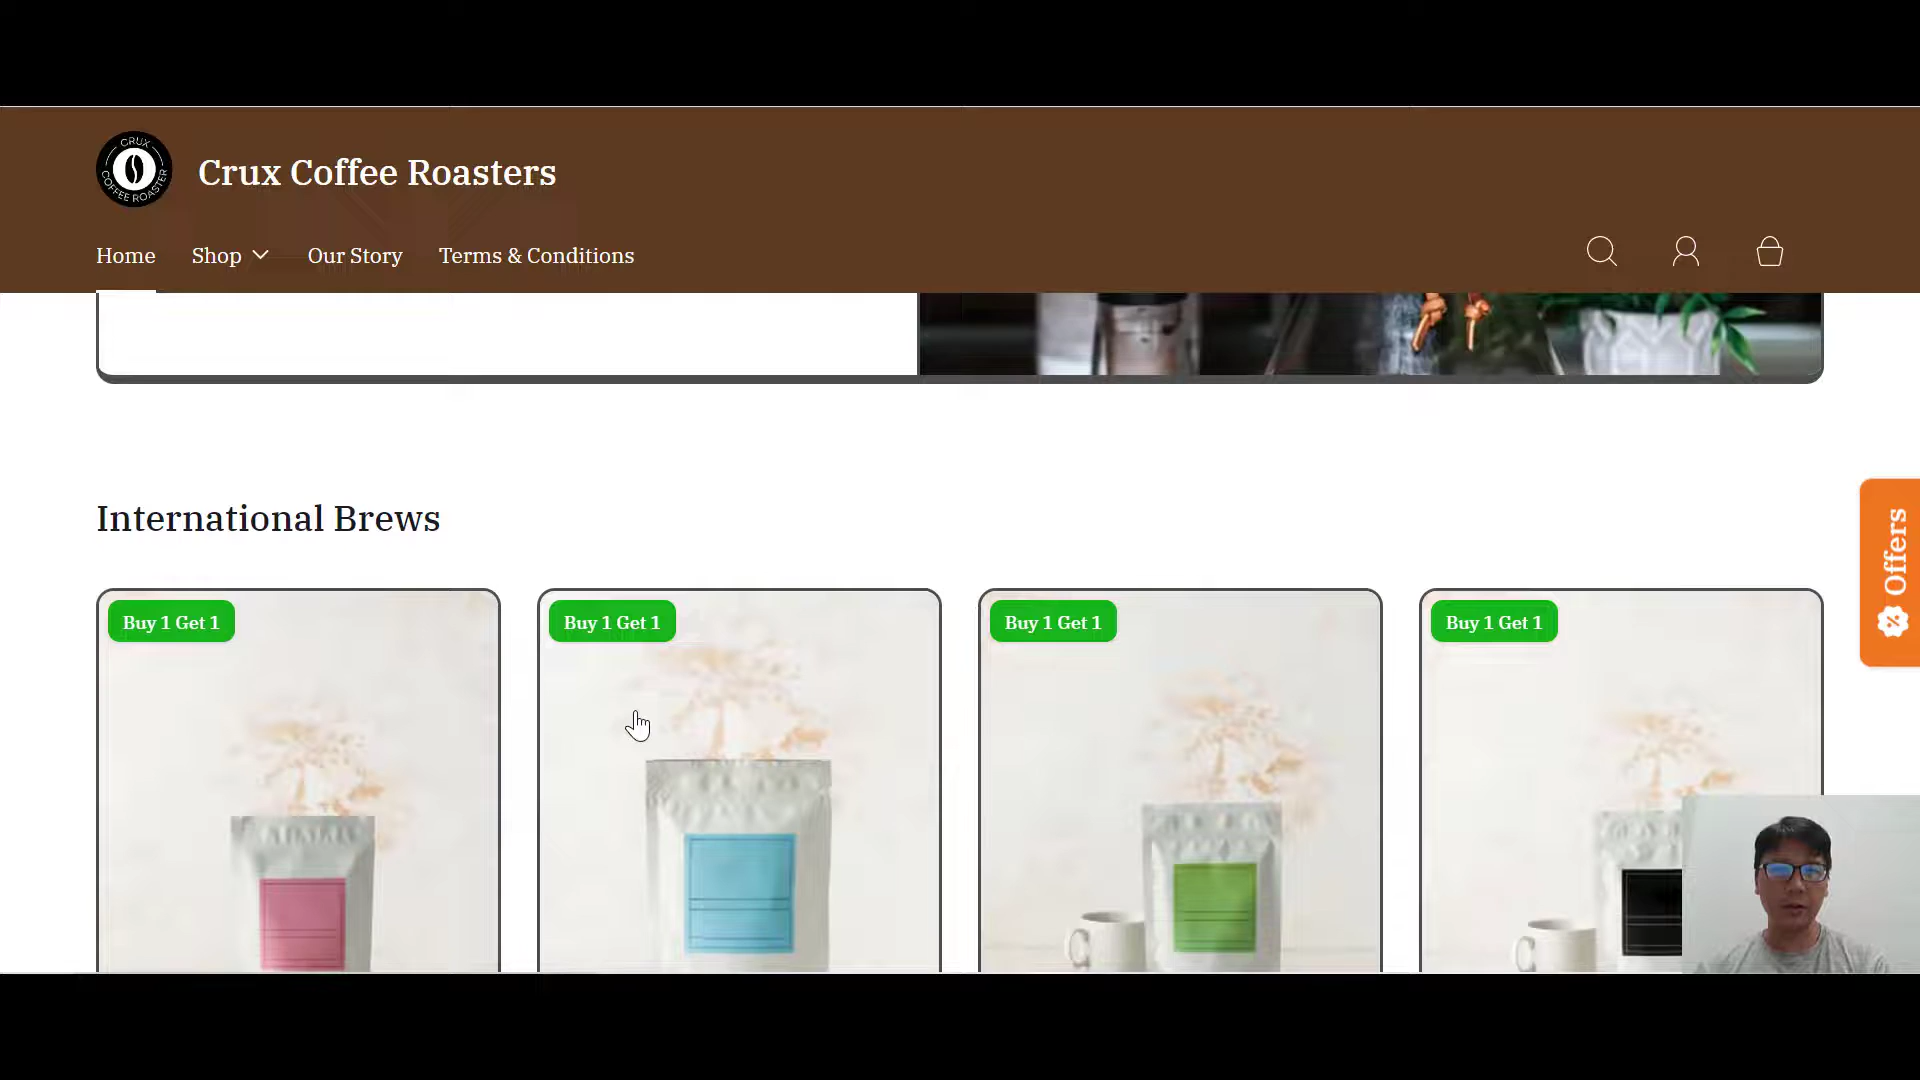 CRUX
COFFEE ROASTER
Crux Coffee Roasters
Home
Shop
Our Story
Terms & Conditions
International Brews
Offers
Buy 1 Get 1
Buy 1 Get 1
Buy 1 Get 1
Buy 1 Get 1